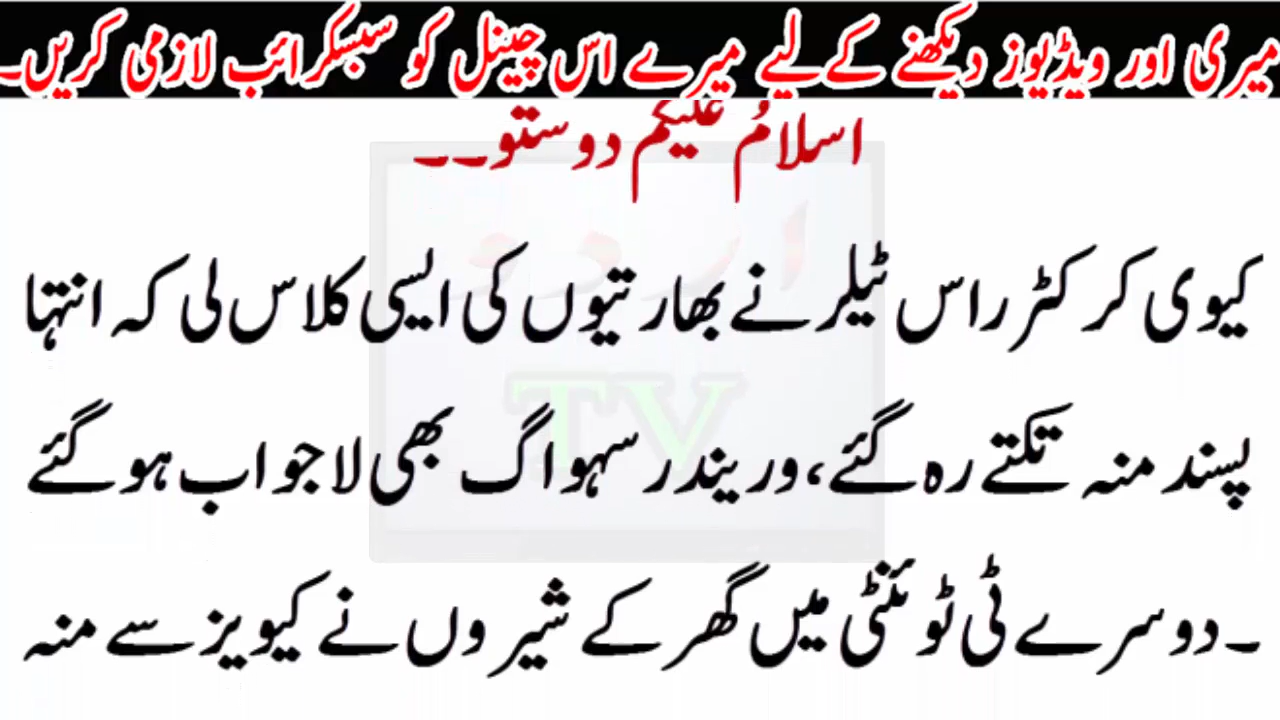 میری اور ویڈیوز دیکھنے کے لیے میرے اس چینل کو سبسکرائب لازمی کریں۔
اسلامُ علیکم دوستو۔۔
اردو
TV
کیوی کرکٹر راس ٹیلر نے بھارتیوں کی ایسی کلاس لی کہ انتہا
پسند منہ تکتے رہ گئے، وریندر سہواگ بھی لاجواب ہو گئے
۔دوسرے ٹی ٹوئنٹی میں گھر کے شیروں نے کیویز سے منہ